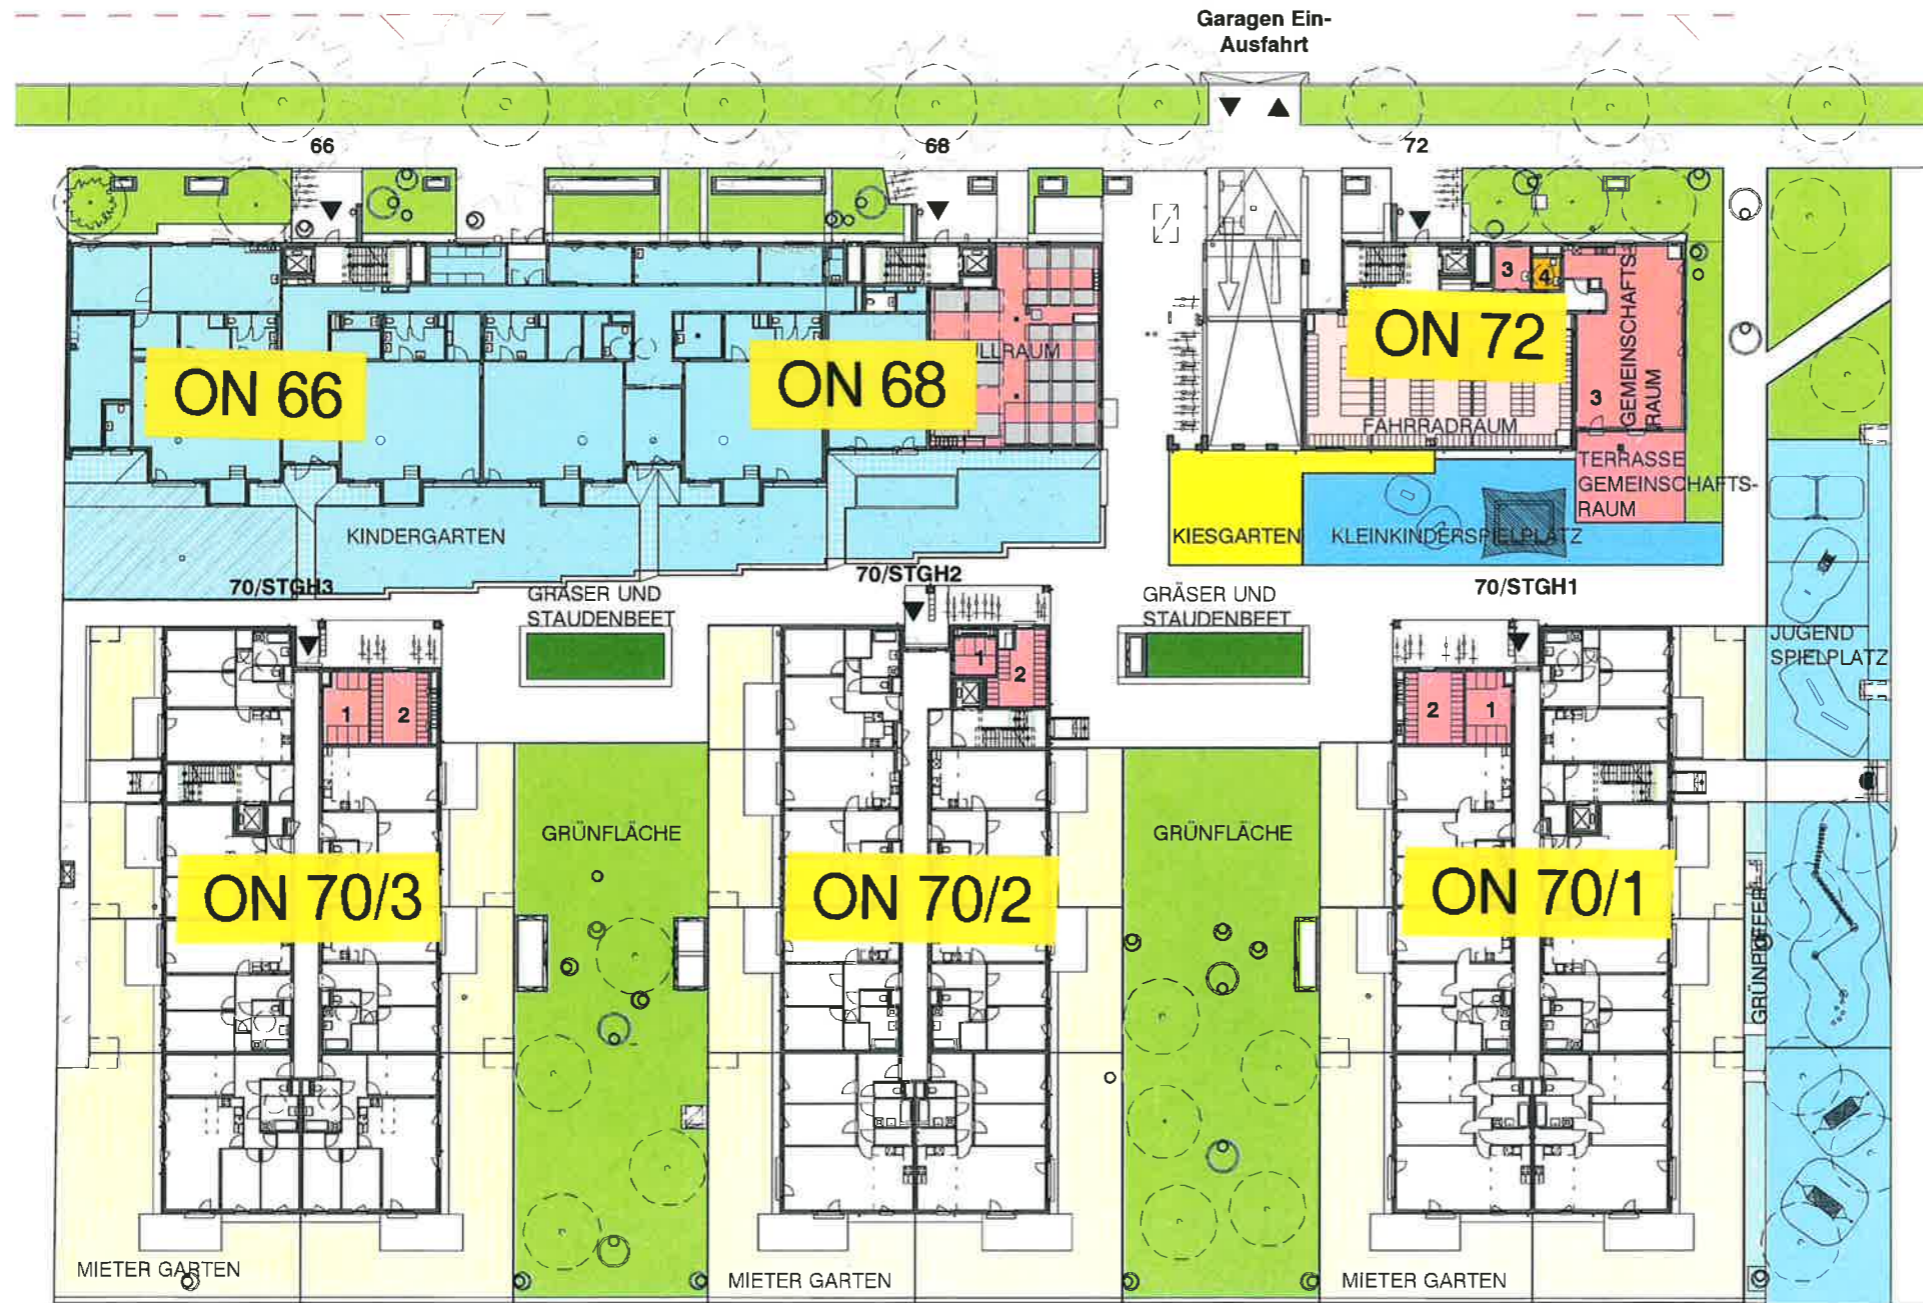 Garagen Ein-
Ausfahrt
66
68
72
3
4
GEMEINSCHAFTS-
RAUM
ON 66
ON 68
ON 72
LLRAUM
3
FAHRRADRAUM
TERRASSE
GEMEINSCHAFTS-
RAUM
KINDERGARTEN
KIESGARTEN
KLEINKINDERSPIELPLATZ
70/STGH3
70/STGH2
70/STGH1
GRÄSER UND
STAUDENBEET
GRÄSER UND
STAUDENBEET
JUGEND
SPIELPLATZ
1
2
1
2
2
1
GRÜNFLÄCHE
GRÜNFLÄCHE
ON 70/3
ON 70/2
ON 70/1
GRÜNPUFFER
MIETER GARTEN
MIETER GARTEN
MIETER GARTEN